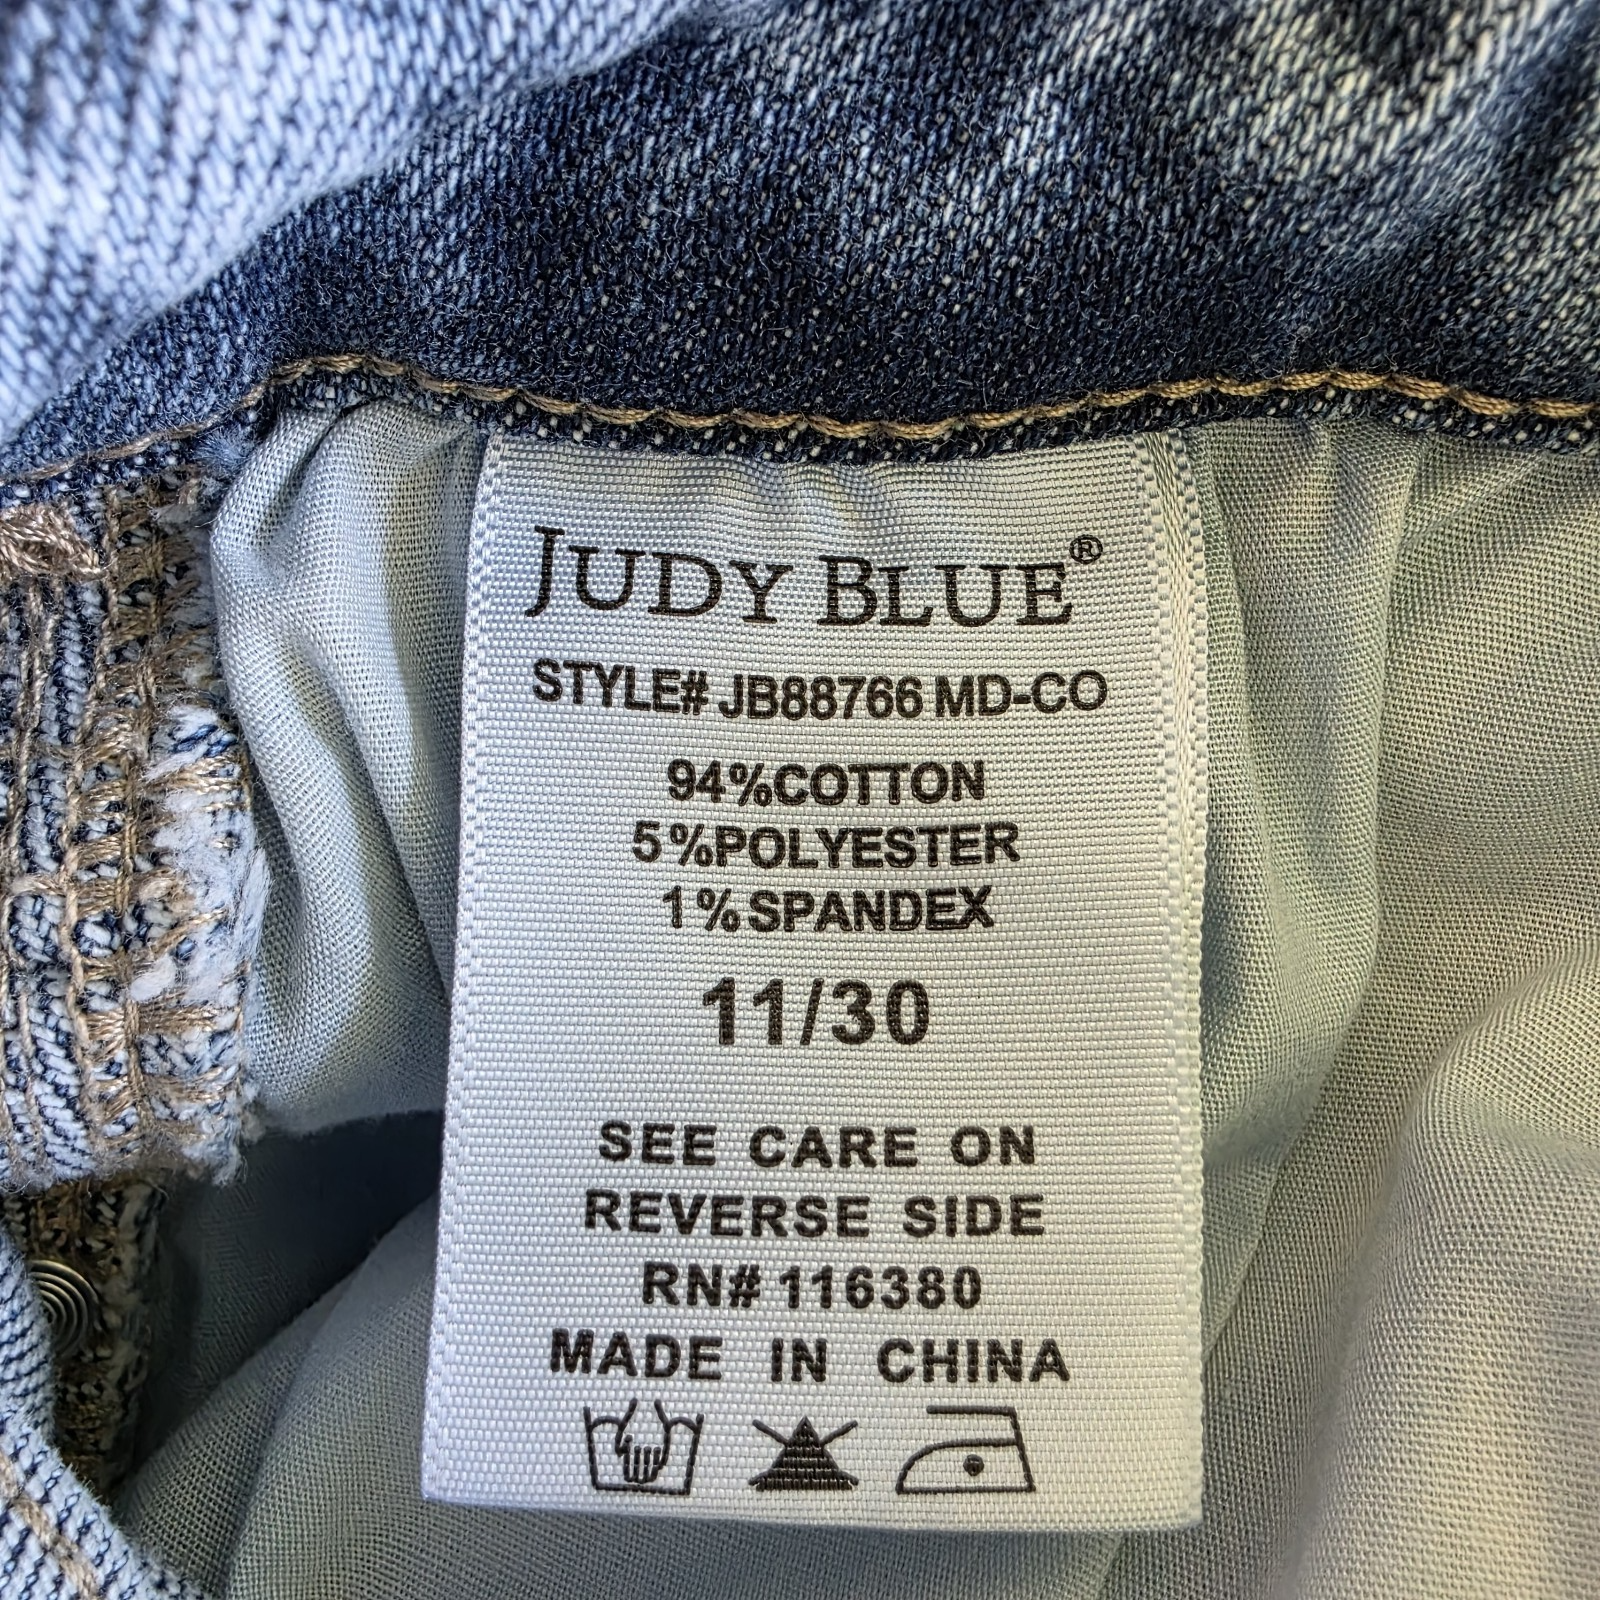 JUDY BLUE®
STYLE# JB88766 MD-CO
94%COTTON
5%POLYESTER
1%SPANDEX
11/30
SEE CARE ON
REVERSE SIDE
RN# 116380
MADE IN CHINA